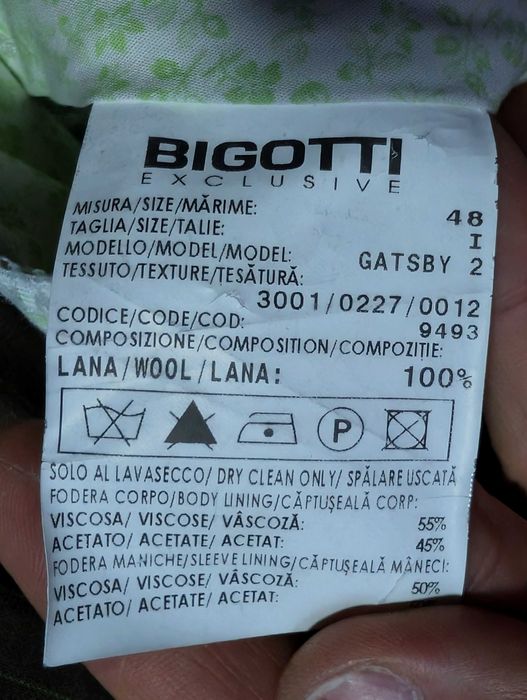 BIGOTTI
EXCLUSIVE
MISURA/SIZE/MĂRIME: 48
TAGLIA/SIZE/TALIE: I
MODELLO/MODEL/MODEL: GATSBY 2
TESSUTO/TEXTURE/ȚESĂTURĂ:
3001/0227/0012
CODICE/CODE/COD: 9493
COMPOSIZIONE/COMPOSITION/COMPOZIȚIE:
LANA/WOOL/LANA: 100%
P
SOLO AL LAVASECCO/ DRY CLEAN ONLY/ SPĂLARE USCATĂ
FODERA CORPO/BODY LINING/CĂPTUȘEALĂ CORP:
VISCOSA/ VISCOSE/ VÂSCOZĂ: 55%
ACETATO/ ACETATE/ ACETAT: 45%
FODERA MANICHE/SLEEVE LINING/CĂPTUȘEALĂ MÂNECI:
VISCOSA/ VISCOSE/ VÂSCOZĂ: 50%
ACETATO/ ACETATE/ ACETAT: